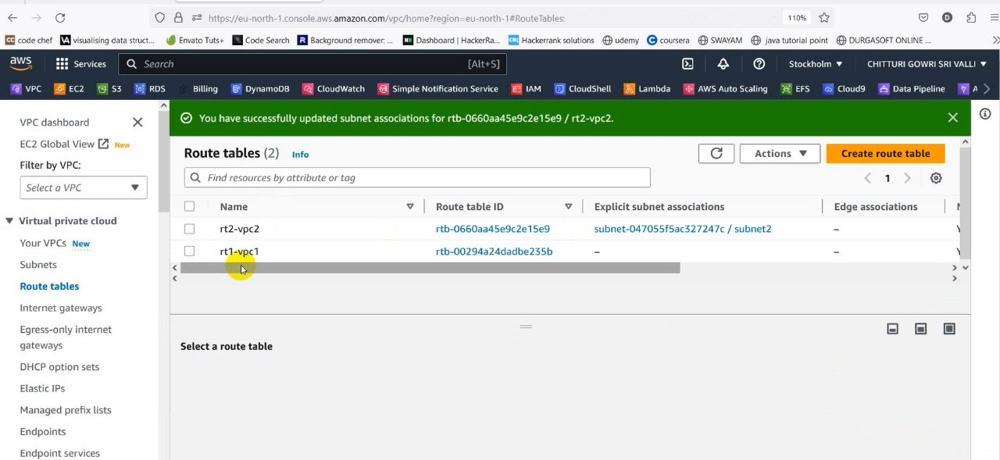 https://eu-north-1.console.aws.amazon.com/vpc/home?region=eu-north-1#RouteTables:
110%
code chef
visualising data struct...
Envato Tuts+
Code Search
Background remover: ...
Dashboard | HackerRa...
Hackerrank solutions
udemy
coursera
SWAYAM
java tutorial point
DURGASOFT ONLINE ...
aws
Services
Search
[Alt+S]
Stockholm
CHITTURI GOWRI SRI VALLI
VPC
EC2
S3
RDS
Billing
DynamoDB
CloudWatch
Simple Notification Service
IAM
CloudShell
Lambda
AWS Auto Scaling
EFS
Cloud9
Data Pipeline
A
VPC dashboard
EC2 Global View New
Filter by VPC:
Select a VPC
Virtual private cloud
Your VPCs New
Subnets
Route tables
Internet gateways
Egress-only internet
gateways
DHCP option sets
Elastic IPs
Managed prefix lists
Endpoints
Endpoint services
You have successfully updated subnet associations for rtb-0660aa45e9c2e15e9 / rt2-vpc2.
Route tables (2) Info
Actions
Create route table
Find resources by attribute or tag
1
Name
Route table ID
Explicit subnet associations
Edge associations
rt2-vpc2
rtb-0660aa45e9c2e15e9
subnet-047055f5ac327247c / subnet2
–
rt1-vpc1
rtb-00294a24dadbe235b
–
–
Select a route table